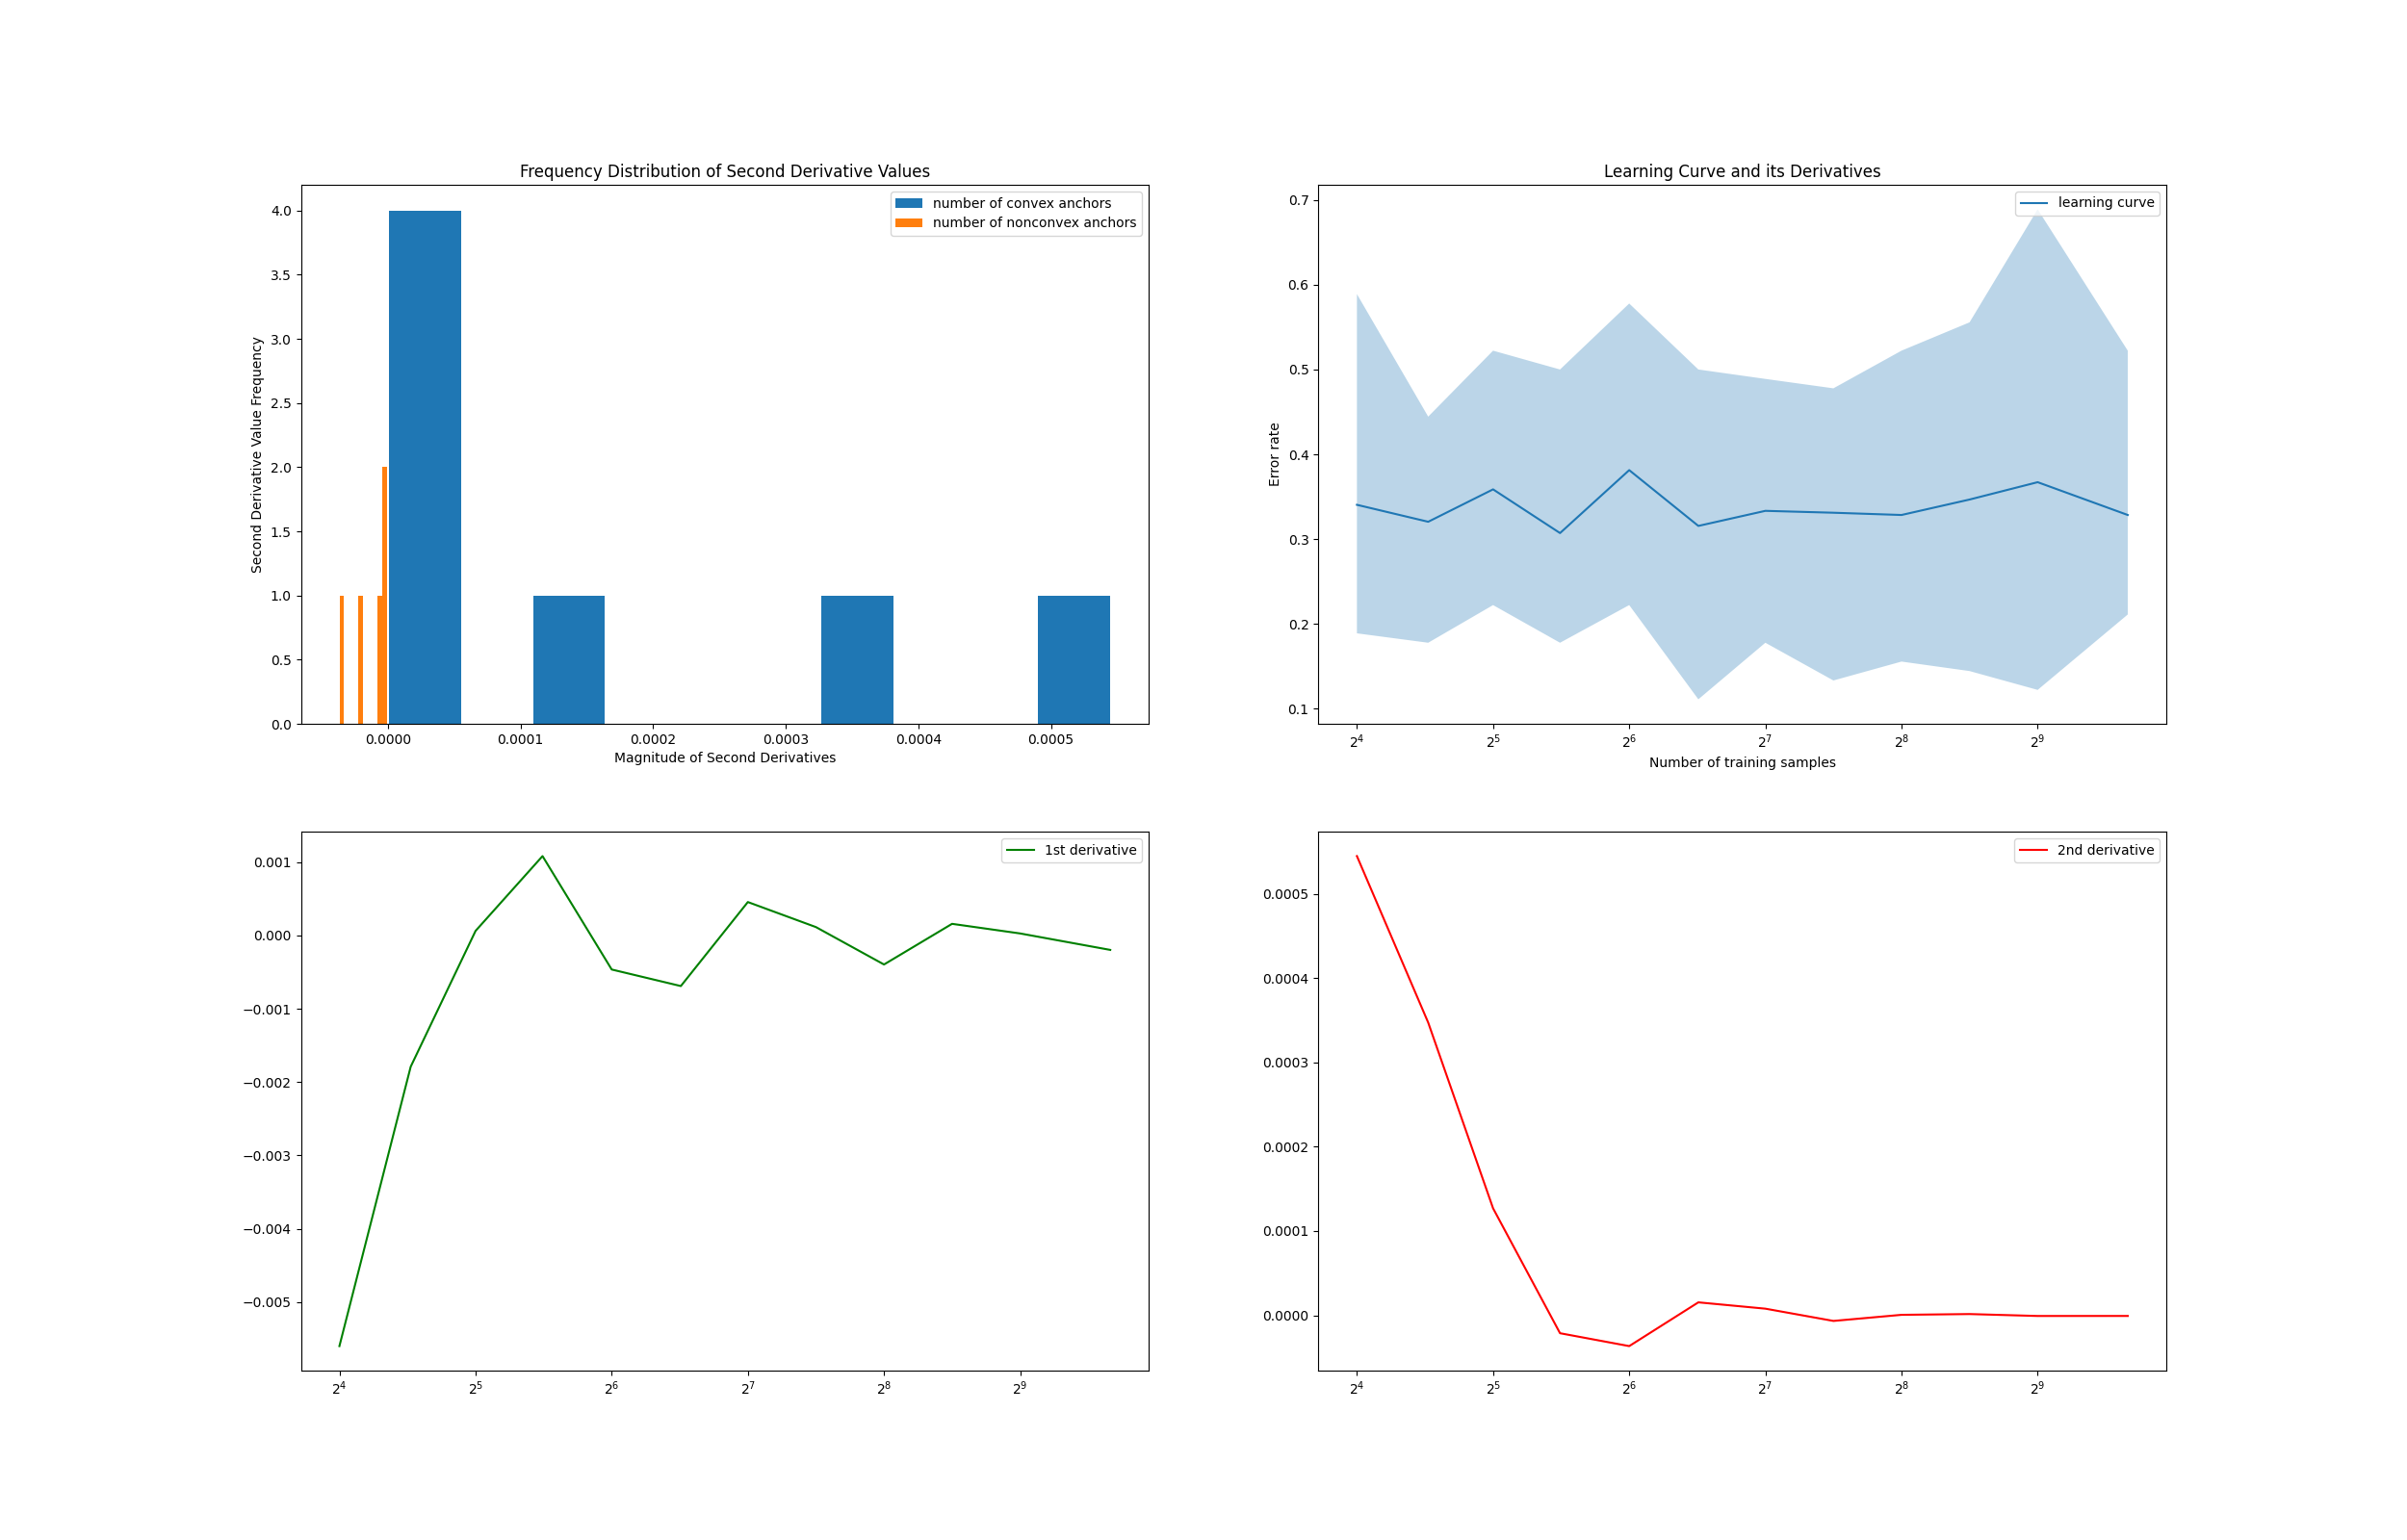 Frequency Distribution of Second Derivative Values
number of convex anchors
number of nonconvex anchors
4.0
3.5
3.0
2.5
2.0
1.5
1.0
0.5
0.0
Second Derivative Value Frequency
0.0000 0.0001 0.0002 0.0003 0.0004 0.0005
Magnitude of Second Derivatives
Learning Curve and its Derivatives
learning curve
0.7
0.6
0.5
0.4
0.3
0.2
0.1
Error rate
2⁴ 2⁵ 2⁶ 2⁷ 2⁸ 2⁹
Number of training samples
1st derivative
0.001
0.000
−0.001
−0.002
−0.003
−0.004
−0.005
2⁴ 2⁵ 2⁶ 2⁷ 2⁸ 2⁹
2nd derivative
0.0005
0.0004
0.0003
0.0002
0.0001
0.0000
2⁴ 2⁵ 2⁶ 2⁷ 2⁸ 2⁹